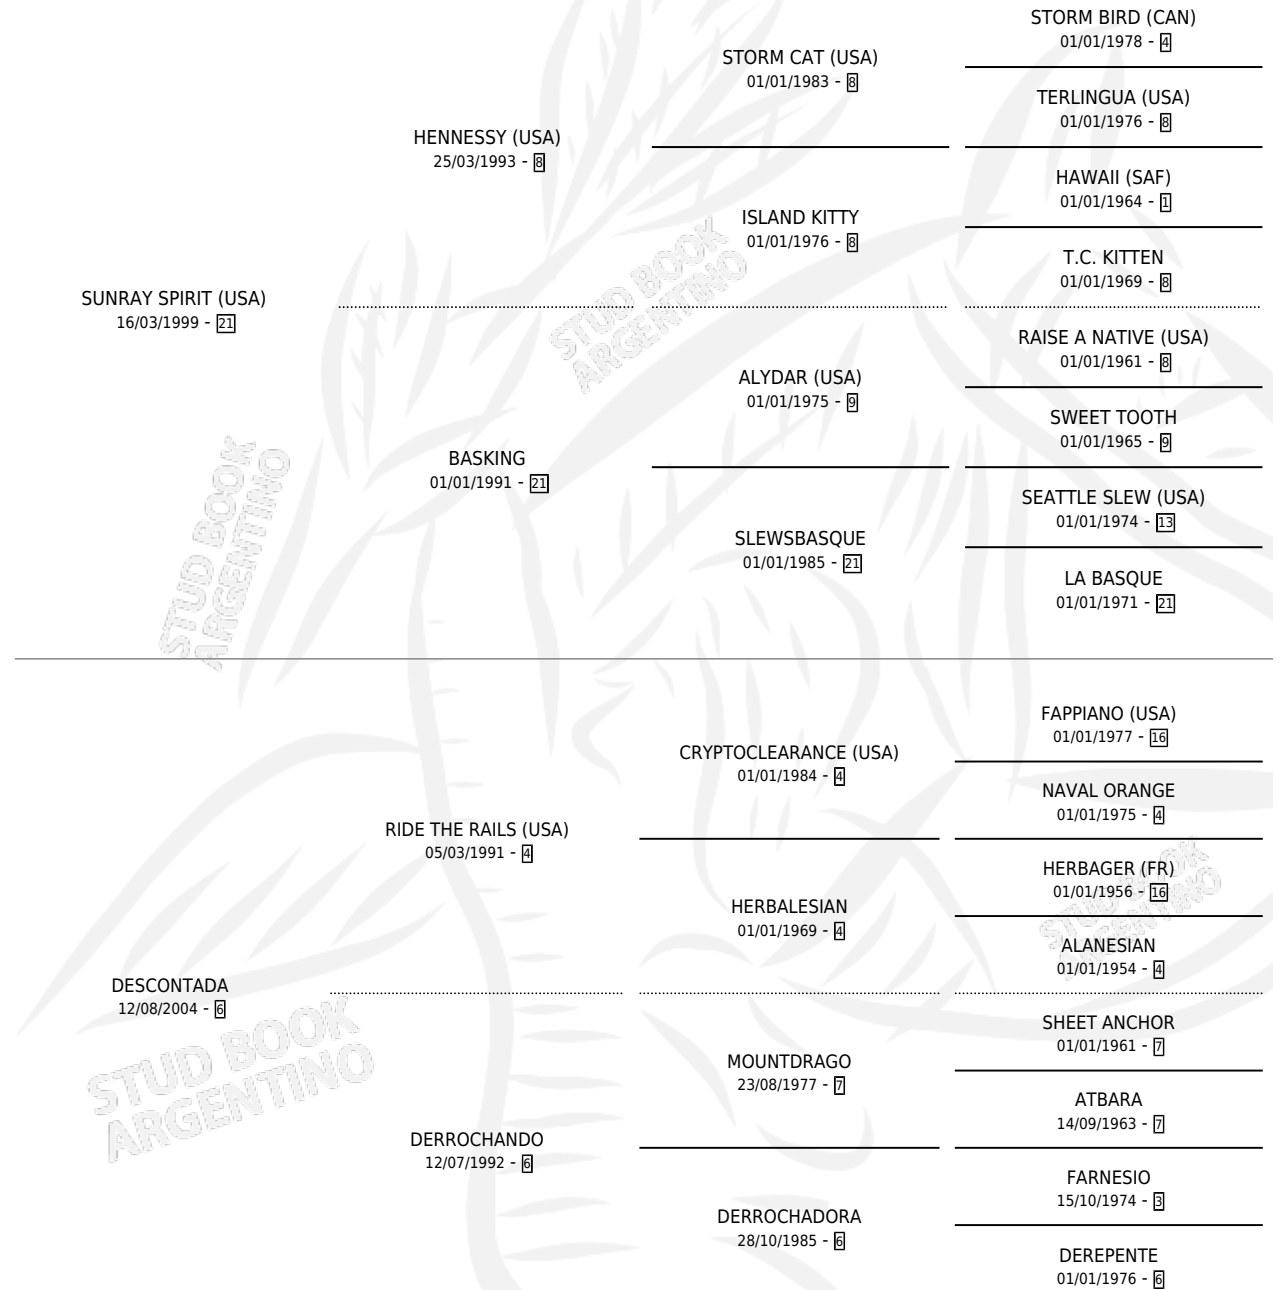 STORM BIRD (CAN)
01/01/1978 - 4
STORM CAT (USA)
01/01/1983 - 8
TERLINGUA (USA)
01/01/1976 - 8
HENNESSY (USA)
25/03/1993 - 8
HAWAII (SAF)
01/01/1964 - 1
ISLAND KITTY
01/01/1976 - 8
T.C. KITTEN
01/01/1969 - 8
SUNRAY SPIRIT (USA)
16/03/1999 - 21
RAISE A NATIVE (USA)
01/01/1961 - 8
ALYDAR (USA)
01/01/1975 - 9
SWEET TOOTH
01/01/1965 - 9
BASKING
01/01/1991 - 21
SEATTLE SLEW (USA)
01/01/1974 - 13
SLEWSBASQUE
01/01/1985 - 21
LA BASQUE
01/01/1971 - 21
FAPPIANO (USA)
01/01/1977 - 16
CRYPTOCLEARANCE (USA)
01/01/1984 - 4
NAVAL ORANGE
01/01/1975 - 4
RIDE THE RAILS (USA)
05/03/1991 - 4
HERBAGER (FR)
01/01/1956 - 16
HERBALESIAN
01/01/1969 - 4
ALANESIAN
01/01/1954 - 4
DESCONTADA
12/08/2004 - 6
SHEET ANCHOR
01/01/1961 - 7
MOUNTDRAGO
23/08/1977 - 7
ATBARA
14/09/1963 - 7
DERROCHANDO
12/07/1992 - 6
FARNESIO
15/10/1974 - 3
DERROCHADORA
28/10/1985 - 6
DEREPENTE
01/01/1976 - 6
STUD BOOK
ARGENTINO
STUD BOOK
ARGENTINO
STUD BOOK
ARGENTINO
STUD BOOK
ARGENTINO